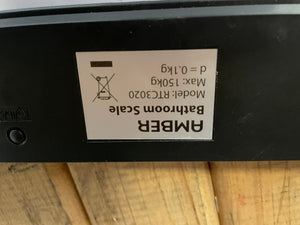 AMBER
Bathroom Scale
Model: RTC3020
Max: 150kg
d = 0.1kg